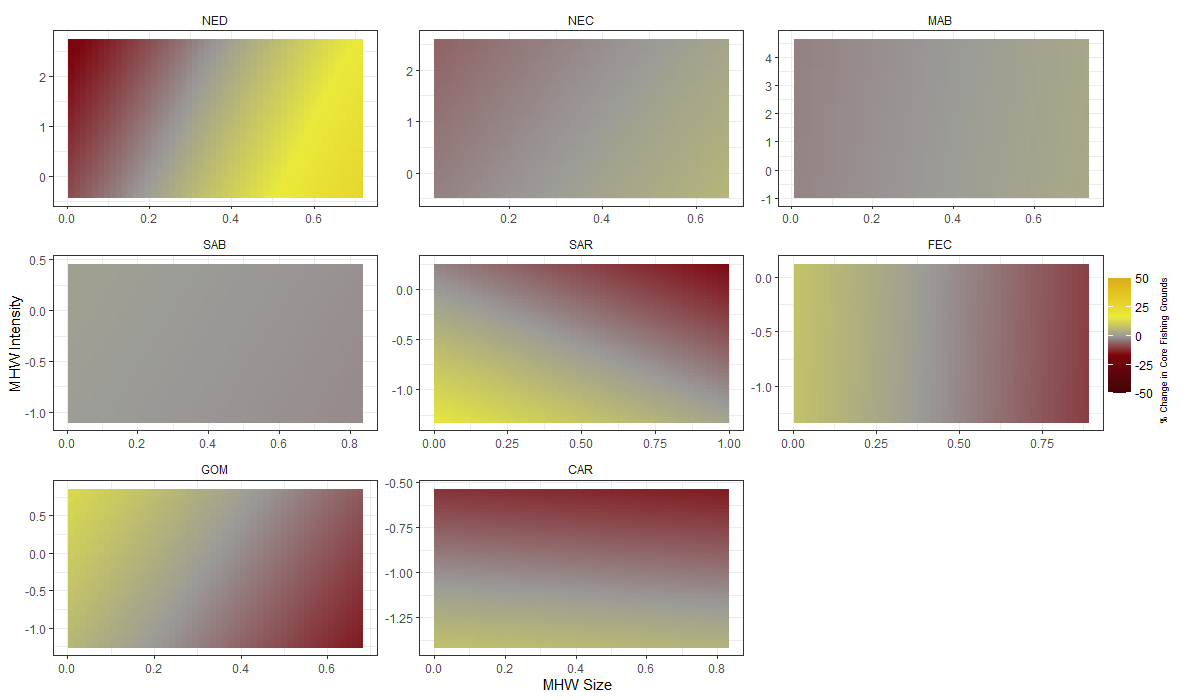 NED NEC MAB
2 2 4
3
1 1 2
1
0 0 0
-1
0.0 0.2 0.4 0.6 0.2 0.4 0.6 0.0 0.2 0.4 0.6
SAB SAR FEC
0.5 0.0 0.0
0.0 -0.5 -0.5
-0.5 -1.0 -1.0
-1.0
0.0 0.2 0.4 0.6 0.8 0.00 0.25 0.50 0.75 1.00 0.00 0.25 0.50 0.75
MHW Intensity
50
25
0
-25
-50
% Change in Core Fishing Grounds
GOM CAR
0.5 -0.50
0.0 -0.75
-0.5 -1.00
-1.0 -1.25
0.0 0.2 0.4 0.6 0.0 0.2 0.4 0.6 0.8
MHW Size